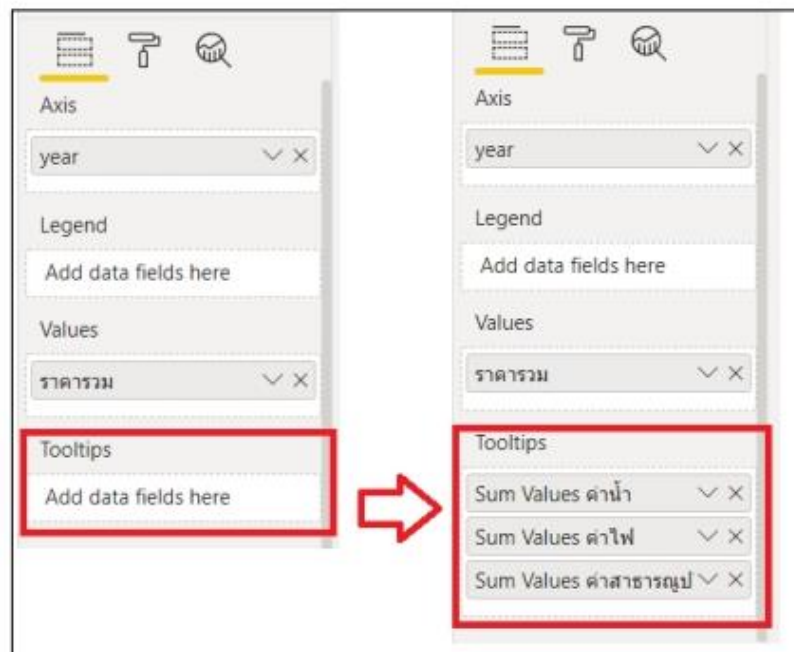 Axis
year
Legend
Add data fields here
Values
ราคารวม
Tooltips
Add data fields here
Axis
year
Legend
Add data fields here
Values
ราคารวม
Tooltips
Sum Values ค่าน้ำ
Sum Values ค่าไฟ
Sum Values ค่าสาธารณูป